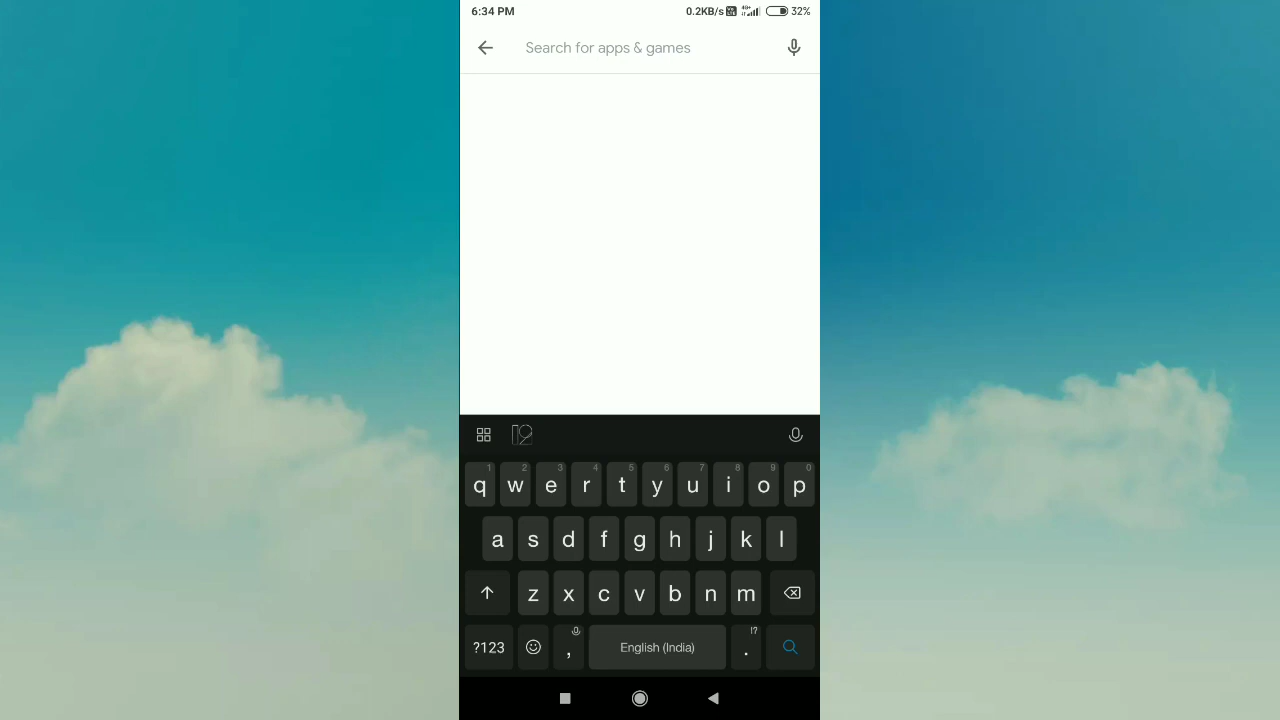 6:34 PM 0.2KB/s 4G+ 32%
Search for apps & games
1 2 3 4 5 6 7 8 9 0
q w e r t y u i o p
a s d f g h j k l
z x c v b n m
?123 , English (India) . !?